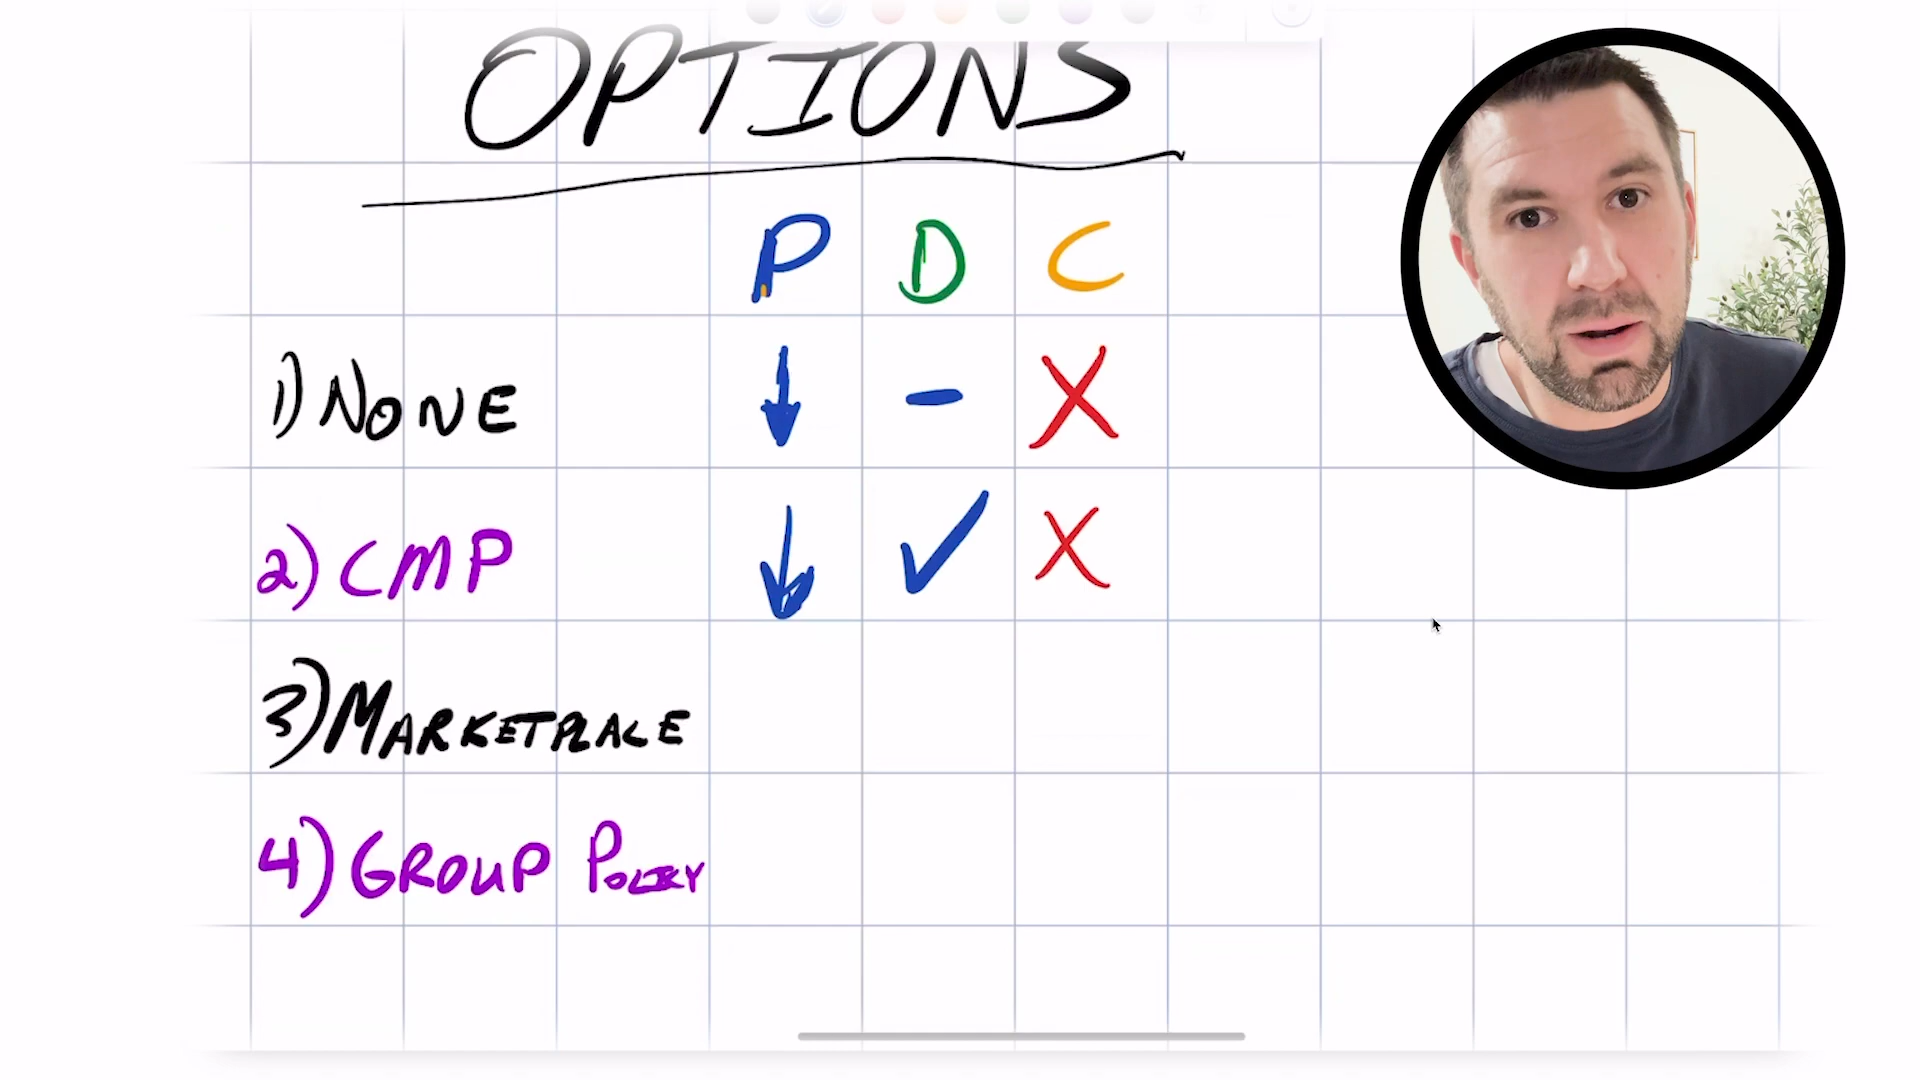 OPTIONS
P D C
1) NONE
2) CMP X
3) MARKETPLACE
4) GROUP POLICY